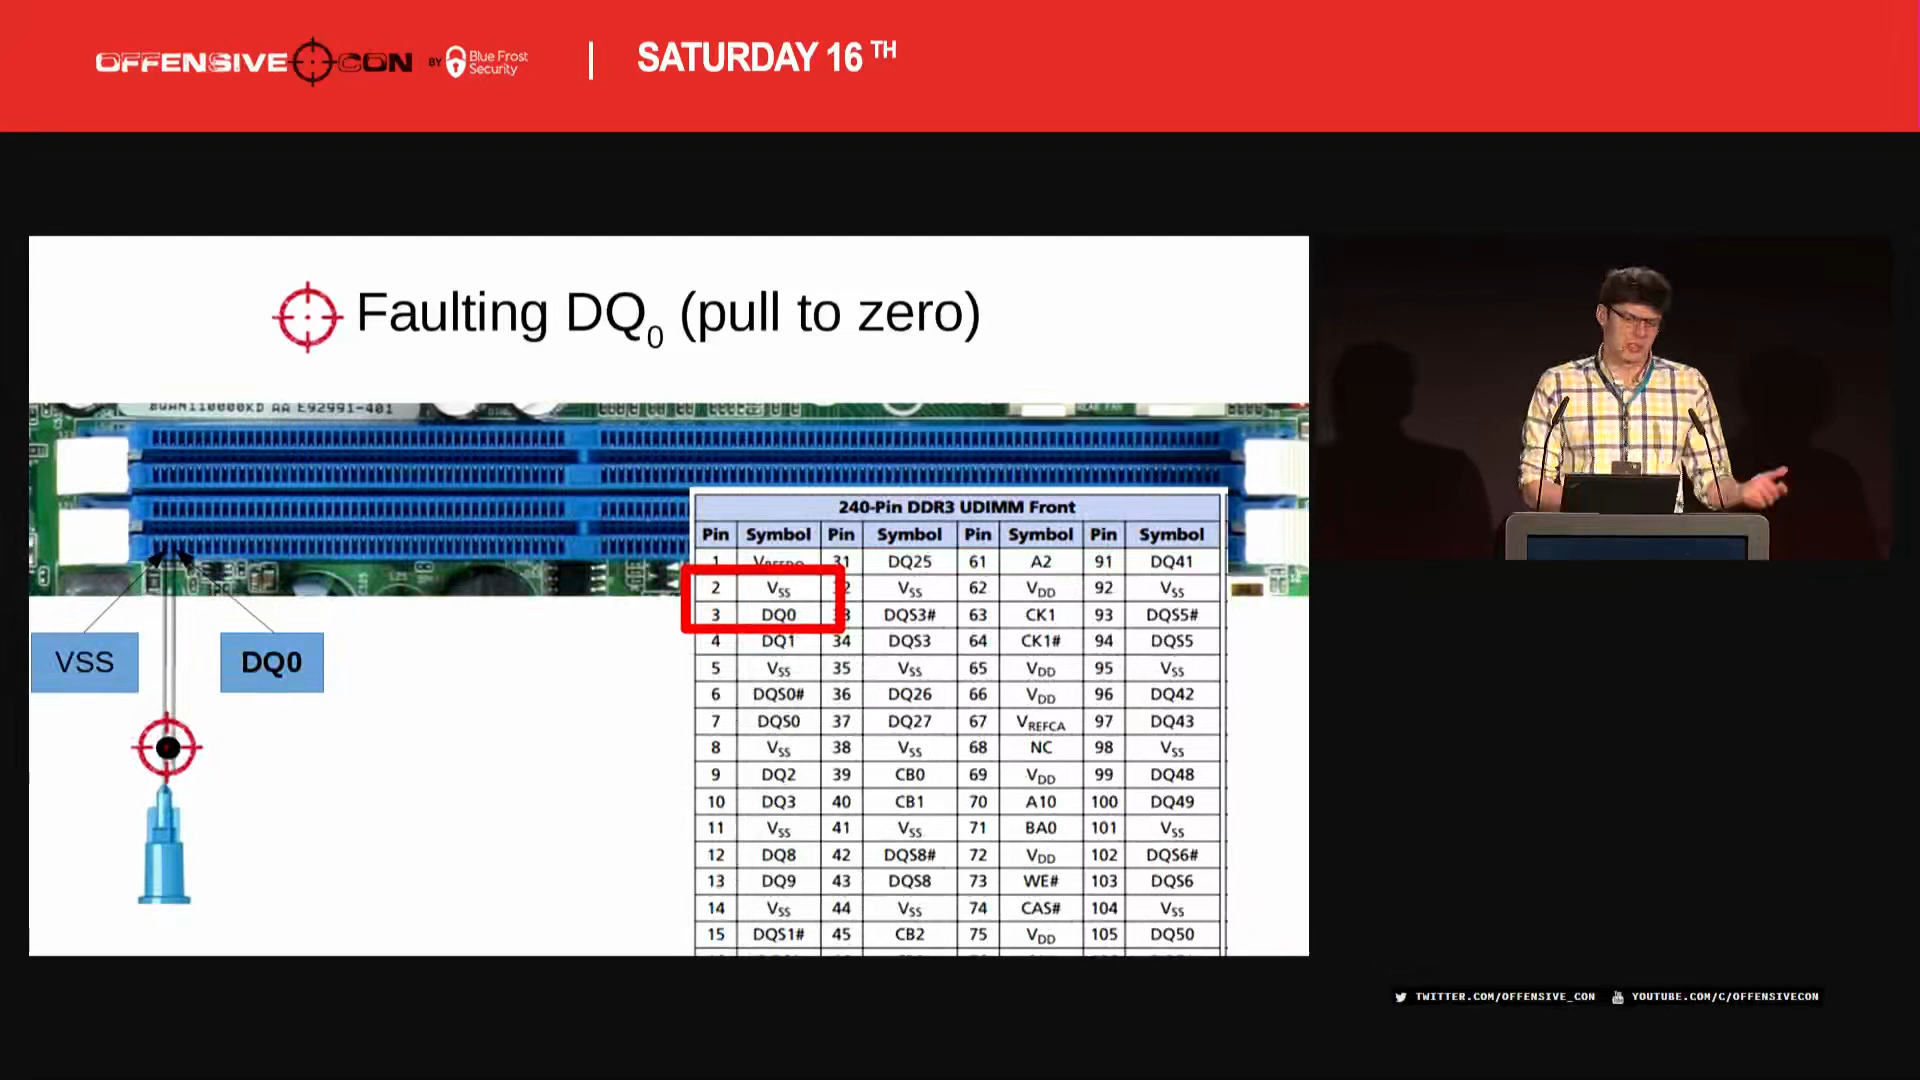 OFFENSIVE CON BY Blue Frost Security | SATURDAY 16 TH
Faulting DQ0 (pull to zero)
AA E92991-401
240-Pin DDR3 UDIMM Front
Pin Symbol Pin Symbol Pin Symbol Pin Symbol
1 VREFDQ 31 DQ25 61 A2 91 DQ41
2 VSS VSS 62 VDD 92 VSS
3 DQ0 DQS3# 63 CK1 93 DQS5#
4 DQ1 34 DQS3 64 CK1# 94 DQS5
5 VSS 35 VSS 65 VDD 95 VSS
6 DQS0# 36 DQ26 66 VDD 96 DQ42
7 DQS0 37 DQ27 67 VREFCA 97 DQ43
8 VSS 38 VSS 68 NC 98 VSS
9 DQ2 39 CB0 69 VDD 99 DQ48
10 DQ3 40 CB1 70 A10 100 DQ49
11 VSS 41 VSS 71 BA0 101 VSS
12 DQ8 42 DQS8# 72 VDD 102 DQS6#
13 DQ9 43 DQS8 73 WE# 103 DQS6
14 VSS 44 VSS 74 CAS# 104 VSS
15 DQS1# 45 CB2 75 VDD 105 DQ50
VSS
DQ0
TWITTER.COM/OFFENSIVE_CON YOUTUBE.COM/C/OFFENSIVECON